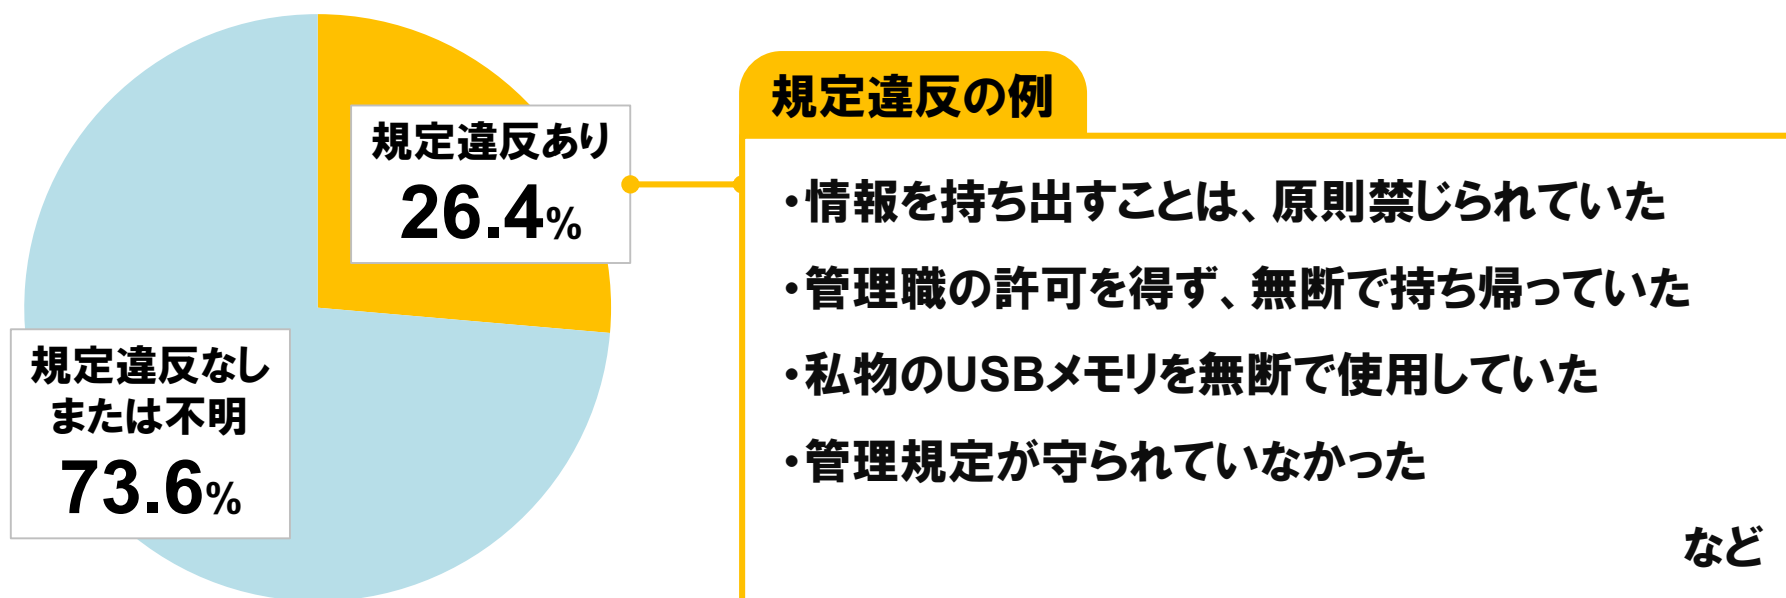 規定違反あり
26.4%
規定違反なし
または不明
73.6%
規定違反の例
・情報を持ち出すことは、原則禁じられていた
・管理職の許可を得ず、無断で持ち帰っていた
・私物のUSBメモリを無断で使用していた
・管理規定が守られていなかった
など